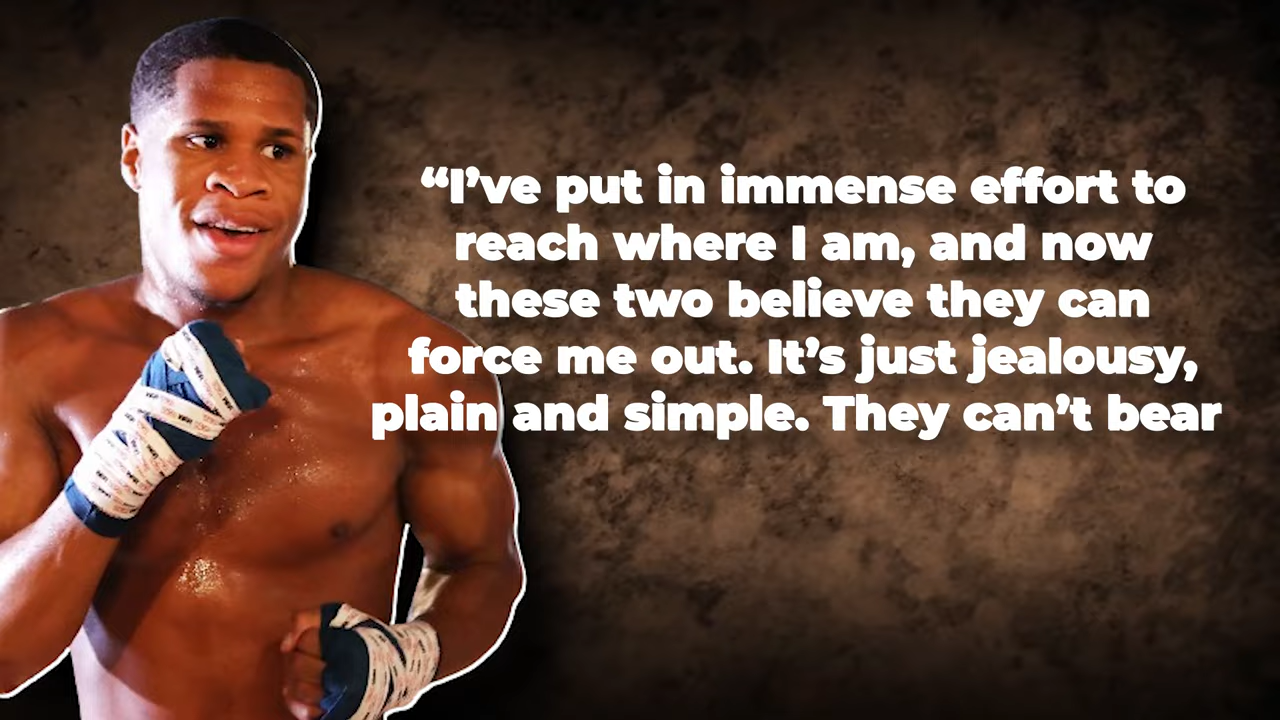 “I’ve put in immense effort to
reach where I am, and now
these two believe they can
force me out. It’s just jealousy,
plain and simple. They can’t bear